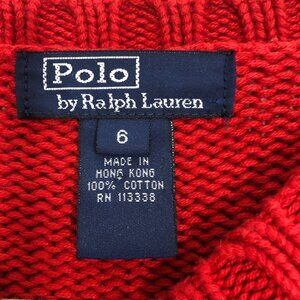 Polo
by Ralph Lauren
6
MADE IN
HONG KONG
100% COTTON
RN 113338